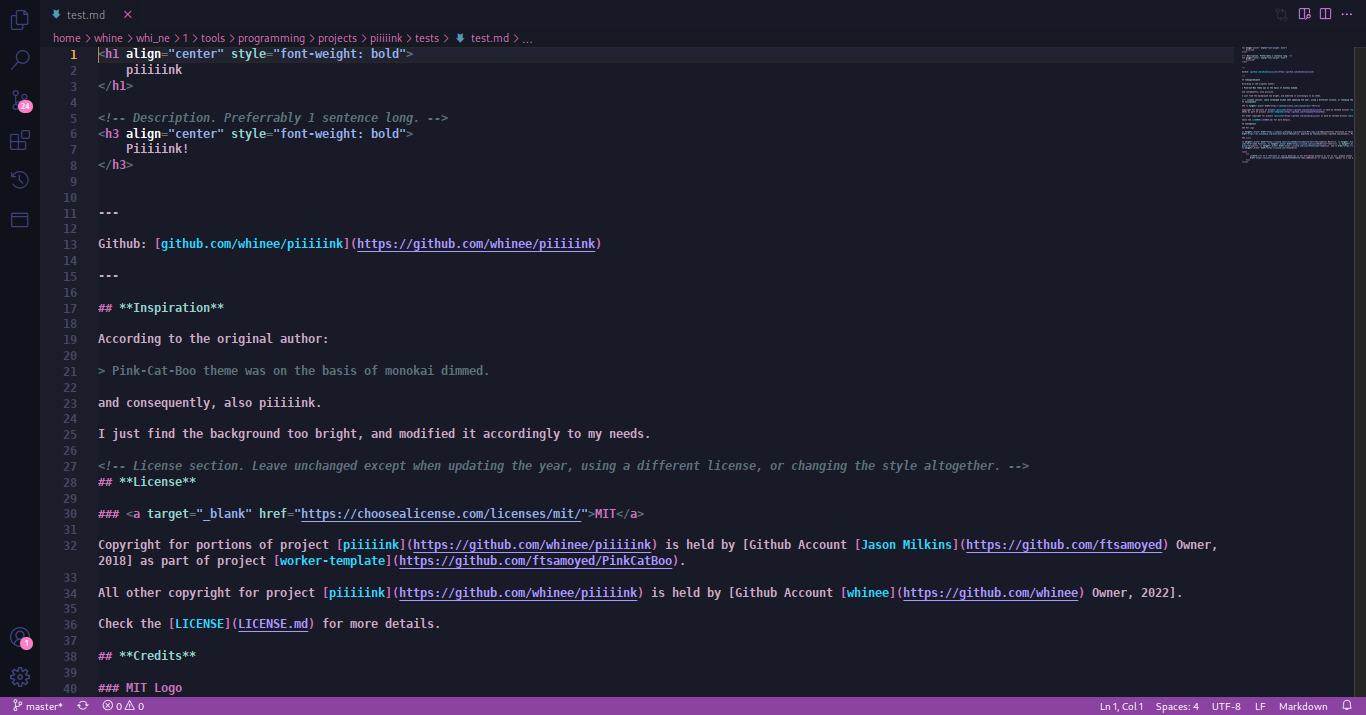 test.md
home > whine > whi_ne > 1 > tools > programming > projects > piiiiink > tests > test.md > ...
1 <h1 align="center" style="font-weight: bold">
2 piiiiink
3 </h1>
4
5 <!-- Description. Preferrably 1 sentence long. -->
6 <h3 align="center" style="font-weight: bold">
7 Piiiiink!
8 </h3>
9
10
11 ---
12
13 Github: [github.com/whinee/piiiiink](https://github.com/whinee/piiiiink)
14
15 ---
16
17 ## **Inspiration**
18
19 According to the original author:
20
21 > Pink-Cat-Boo theme was on the basis of monokai dimmed.
22
23 and consequently, also piiiiink.
24
25 I just find the background too bright, and modified it accordingly to my needs.
26
27 <!-- License section. Leave unchanged except when updating the year, using a different license, or changing the style altogether. -->
28 ## **License**
29
30 ### <a target="_blank" href="https://choosealicense.com/licenses/mit/">MIT</a>
31
32 Copyright for portions of project [piiiiink](https://github.com/whinee/piiiiink) is held by [Github Account [Jason Milkins](https://github.com/ftsamoyed) Owner,
2018] as part of project [worker-template](https://github.com/ftsamoyed/PinkCatBoo).
33
34 All other copyright for project [piiiiink](https://github.com/whinee/piiiiink) is held by [Github Account [whinee](https://github.com/whinee) Owner, 2022].
35
36 Check the [LICENSE](LICENSE.md) for more details.
37
38 ## **Credits**
39
40 ### MIT Logo
24
1
master* 0 0 Ln 1, Col 1 Spaces: 4 UTF-8 LF Markdown